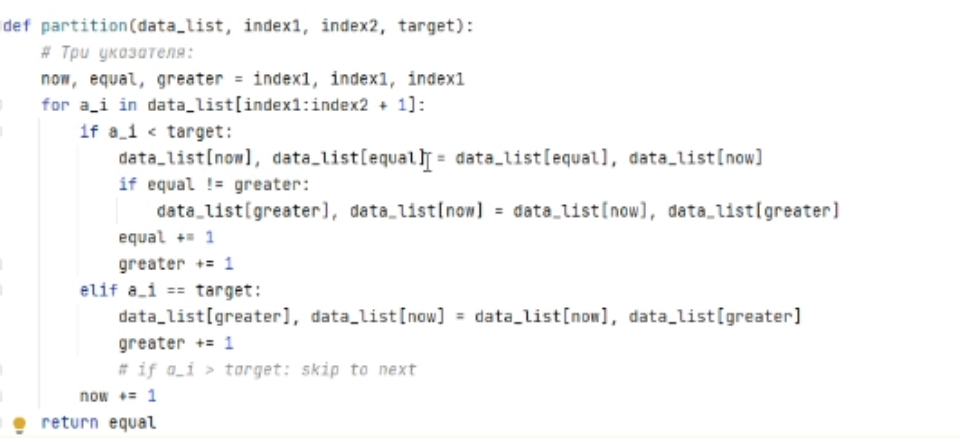 def partition(data_list, index1, index2, target):
    # Три указателя:
    now, equal, greater = index1, index1, index1
    for a_i in data_list[index1:index2 + 1]:
        if a_i < target:
            data_list[now], data_list[equal] = data_list[equal], data_list[now]
            if equal != greater:
                data_list[greater], data_list[now] = data_list[now], data_list[greater]
            equal += 1
            greater += 1
        elif a_i == target:
            data_list[greater], data_list[now] = data_list[now], data_list[greater]
            greater += 1
            # if a_i > target: skip to next
        now += 1
    return equal